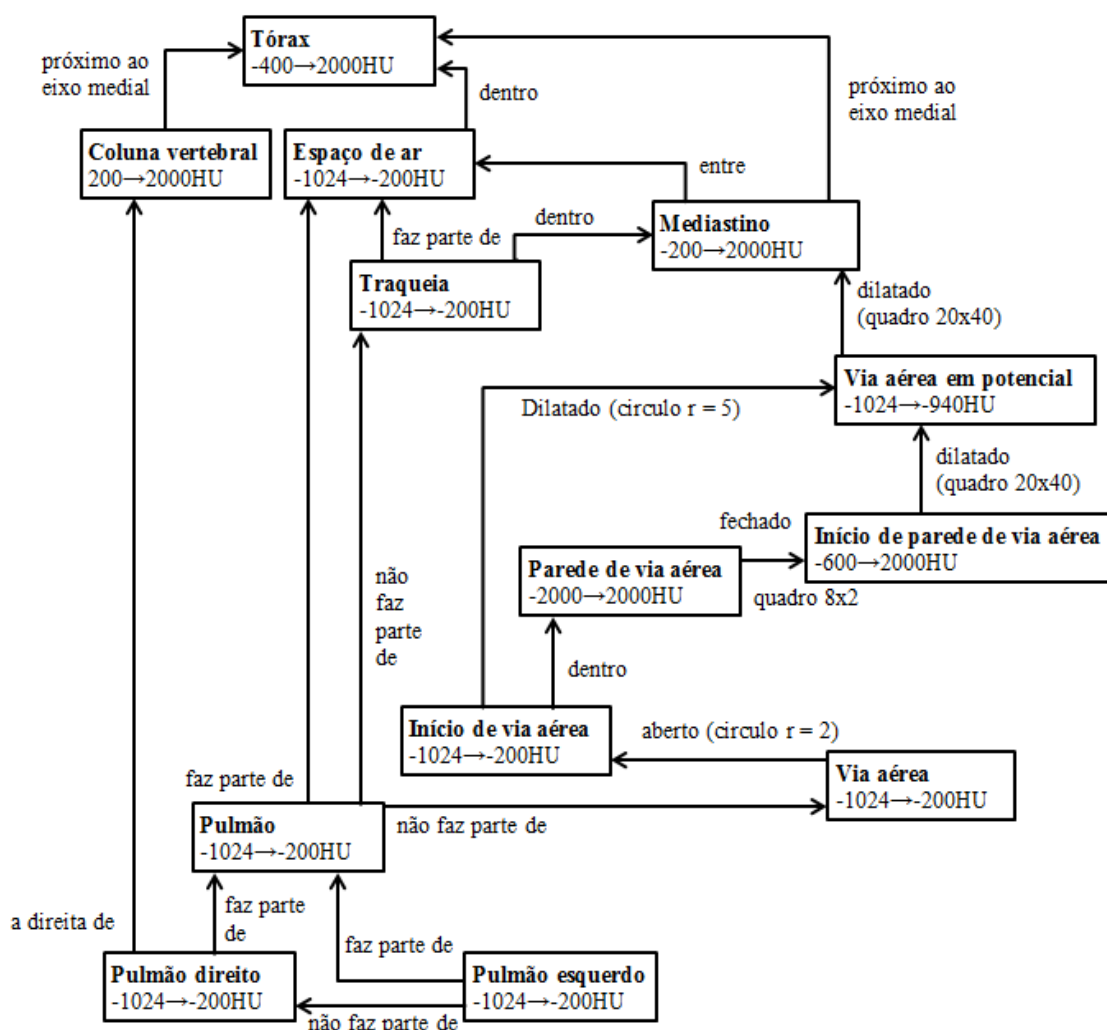 Tórax
-400→2000HU
próximo ao
eixo medial
dentro
próximo ao
eixo medial
Coluna vertebral
200→2000HU
Espaço de ar
-1024→-200HU
entre
faz parte de
dentro
Mediastino
-200→2000HU
Traqueia
-1024→-200HU
dilatado
(quadro 20x40)
Via aérea em potencial
-1024→-940HU
Dilatado (circulo r = 5)
dilatado
(quadro 20x40)
fechado
Início de parede de via aérea
-600→2000HU
Parede de via aérea
-2000→2000HU
quadro 8x2
não
faz
parte
de
dentro
Início de via aérea
-1024→-200HU
aberto (circulo r = 2)
Via aérea
-1024→-200HU
faz parte de
Pulmão
-1024→-200HU
não faz parte de
a direita de
faz parte
de
faz parte de
Pulmão direito
-1024→-200HU
Pulmão esquerdo
-1024→-200HU
não faz parte de